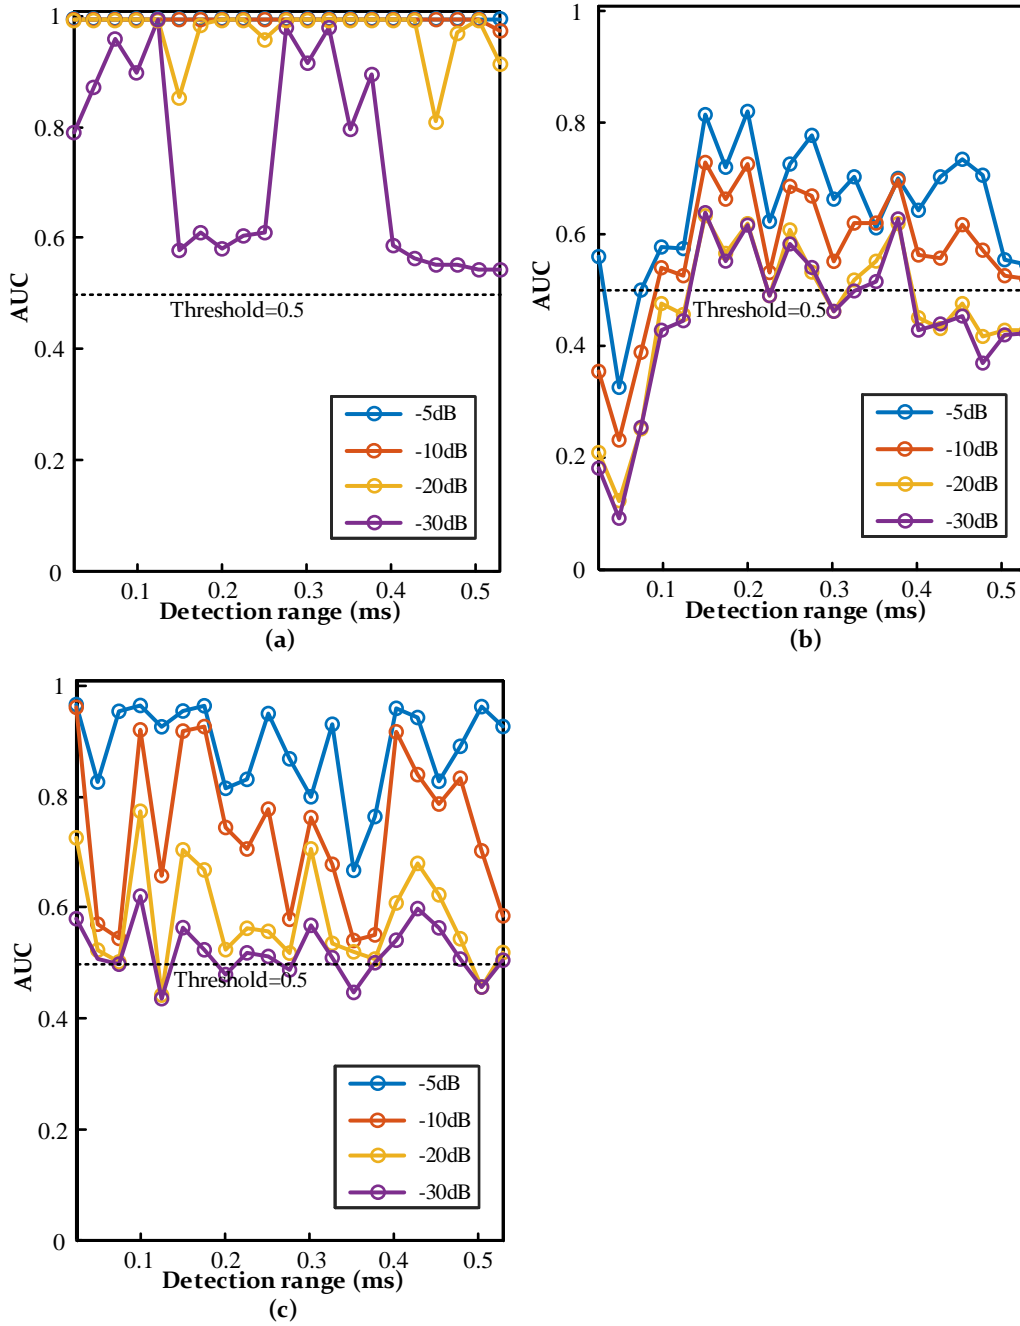 1
0.8
0.6
0.4
0.2
0
AUC
Threshold=0.5
-5dB
-10dB
-20dB
-30dB
0.1 0.2 0.3 0.4 0.5
Detection range (ms)
(a)
1
0.8
0.6
0.4
0.2
0
AUC
Threshold=0.5
-5dB
-10dB
-20dB
-30dB
0.1 0.2 0.3 0.4 0.5
Detection range (ms)
(b)
1
0.8
0.6
0.4
0.2
0
AUC
Threshold=0.5
-5dB
-10dB
-20dB
-30dB
0.1 0.2 0.3 0.4 0.5
Detection range (ms)
(c)